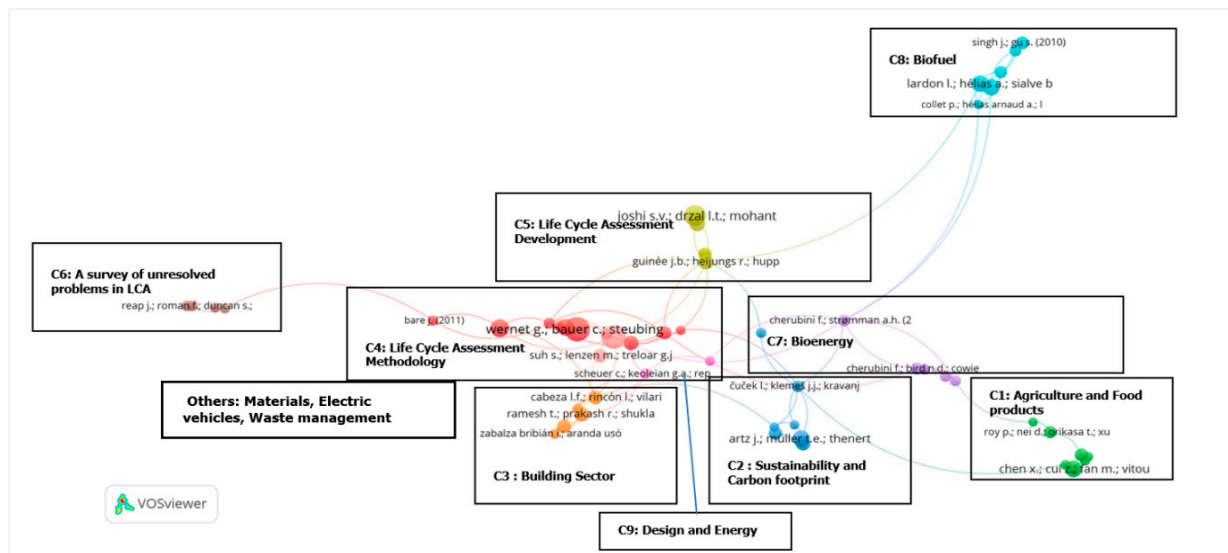 singh j.; gu s. (2010)
C8: Biofuel
lardon l.; hélias a.; sialve b
collet p.; hélias arnaud a.; l
joshi s.v.; drzal l.t.; mohant
C5: Life Cycle Assessment
Development
guinée j.b.; heijungs r.; hupp
C6: A survey of unresolved
problems in LCA
reap j.; roman f.; duncan s.;
bare j. (2011)
wernet g.; bauer c.; steubing
C4: Life Cycle Assessment
Methodology
suh s.; lenzen m.; treloar g.j
scheuer c.; keoleian g.a.; rep
cherubini f.; strømman a.h. (2
C7: Bioenergy
cherubini f.; bird n.d.; cowie
Others: Materials, Electric
vehicles, Waste management
cabeza l.f.; rincón l.; vilari
ramesh t.; prakash r.; shukla
zabalza bribián i.; aranda usó
C3 : Building Sector
čuček l.; klemeš j.j.; kravanj
artz j.; müller t.e.; thenert
C2 : Sustainability and
Carbon footprint
C1: Agriculture and Food
products
roy p.; nei d.; orikasa t.; xu
chen x.; cui z.; fan m.; vitou
C9: Design and Energy
VOSviewer